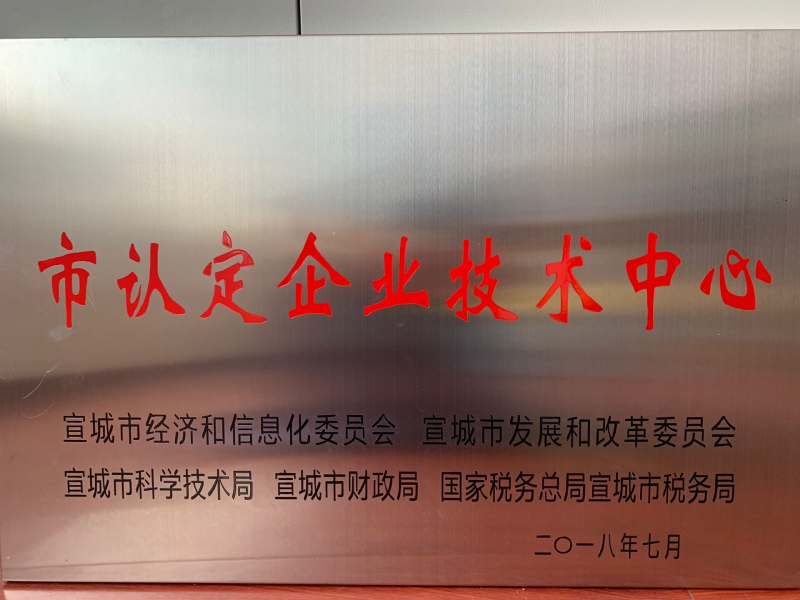 市认定企业技术中心
宣城市经济和信息化委员会 宣城市发展和改革委员会
宣城市科学技术局 宣城市财政局 国家税务总局宣城市税务局
二〇一八年七月